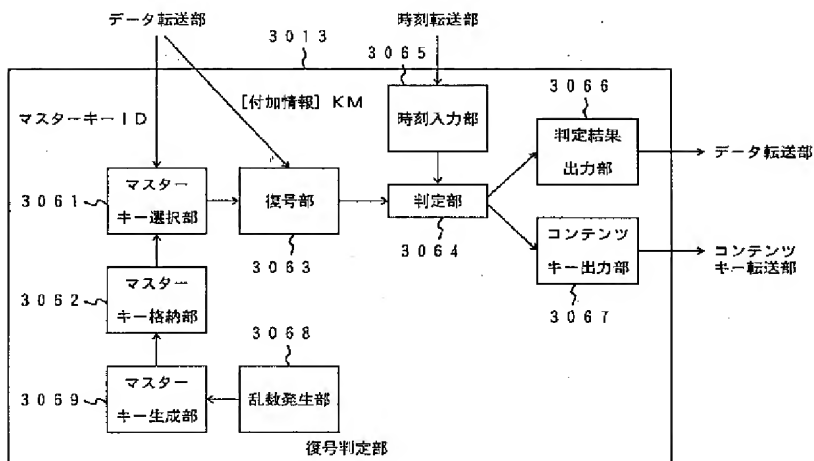 データ転送部
時刻転送部
3013
3065
3066
[付加情報] KM
マスターキーID
時刻入力部
判定結果
出力部
データ転送部
3061
マスター
キー選択部
復号部
判定部
3063
3064
コンテンツ
キー出力部
コンテンツ
キー転送部
3062
マスター
キー格納部
3067
3068
3069
マスター
キー生成部
乱数発生部
復号判定部